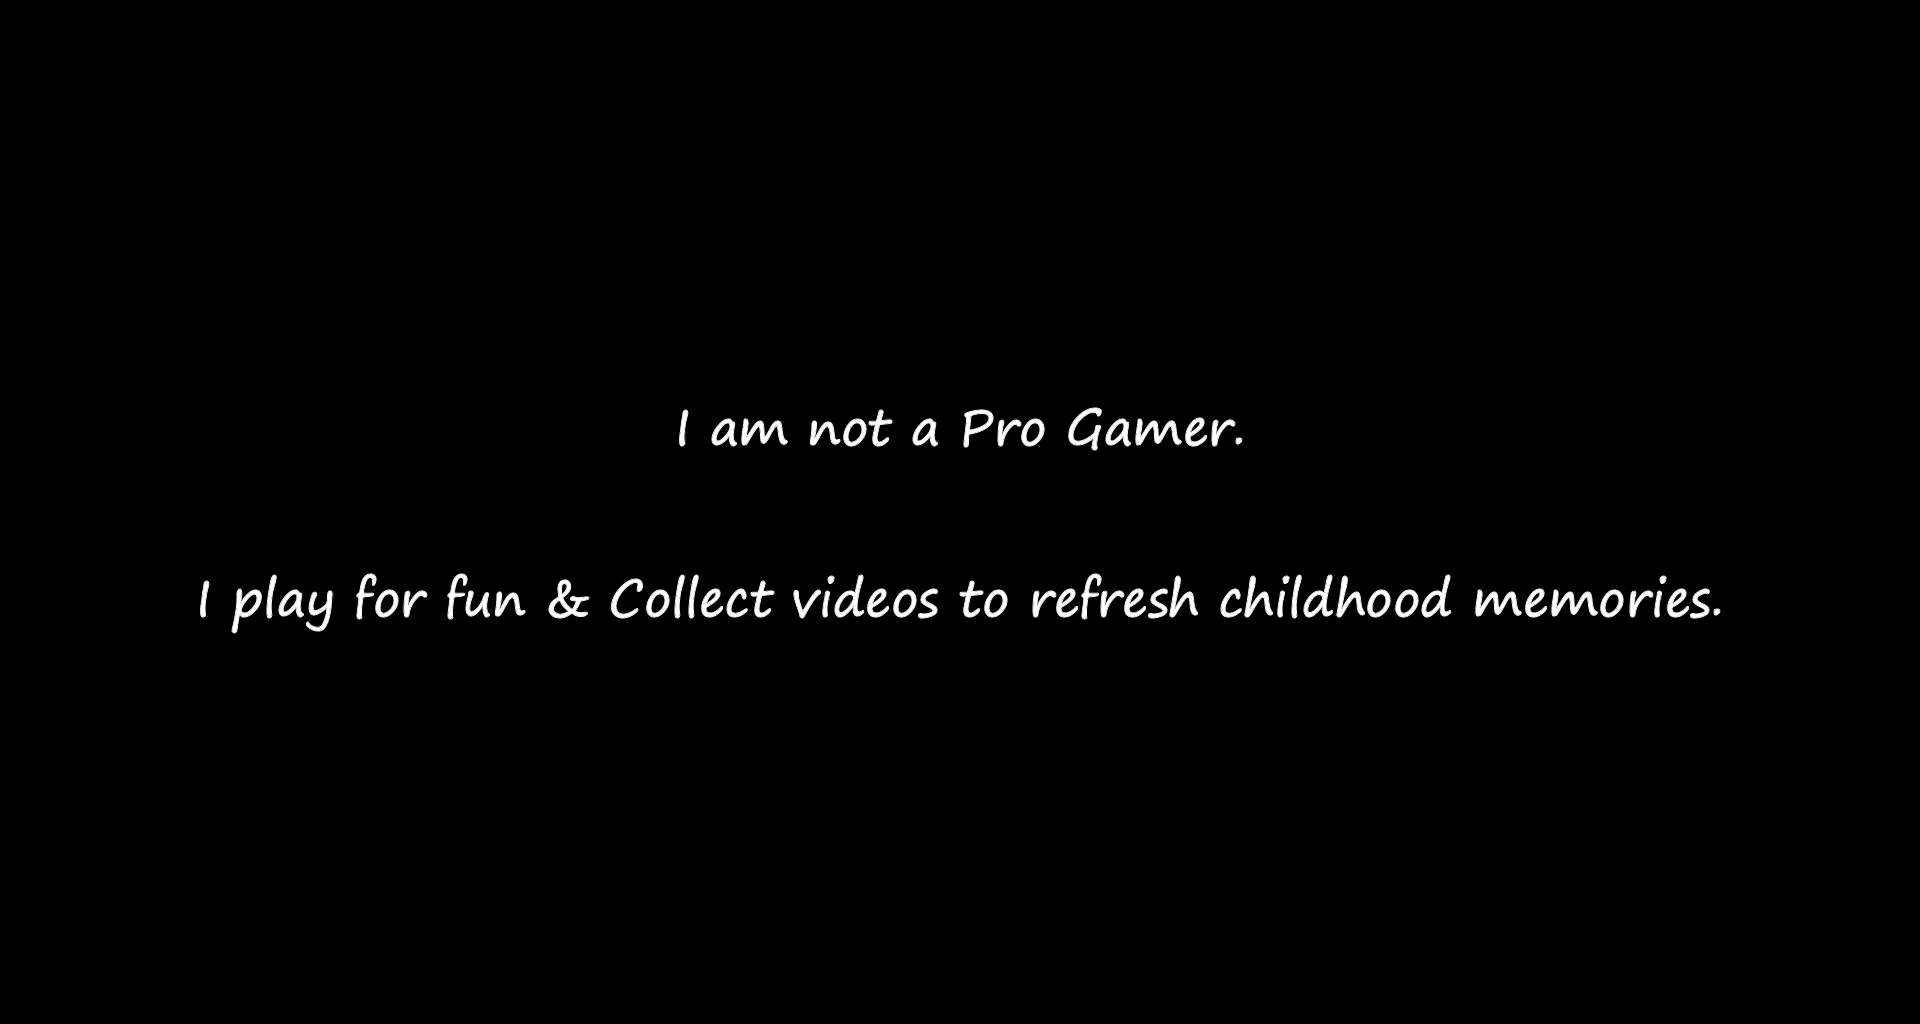 I am not a Pro Gamer.
I play for fun & Collect videos to refresh childhood memories.